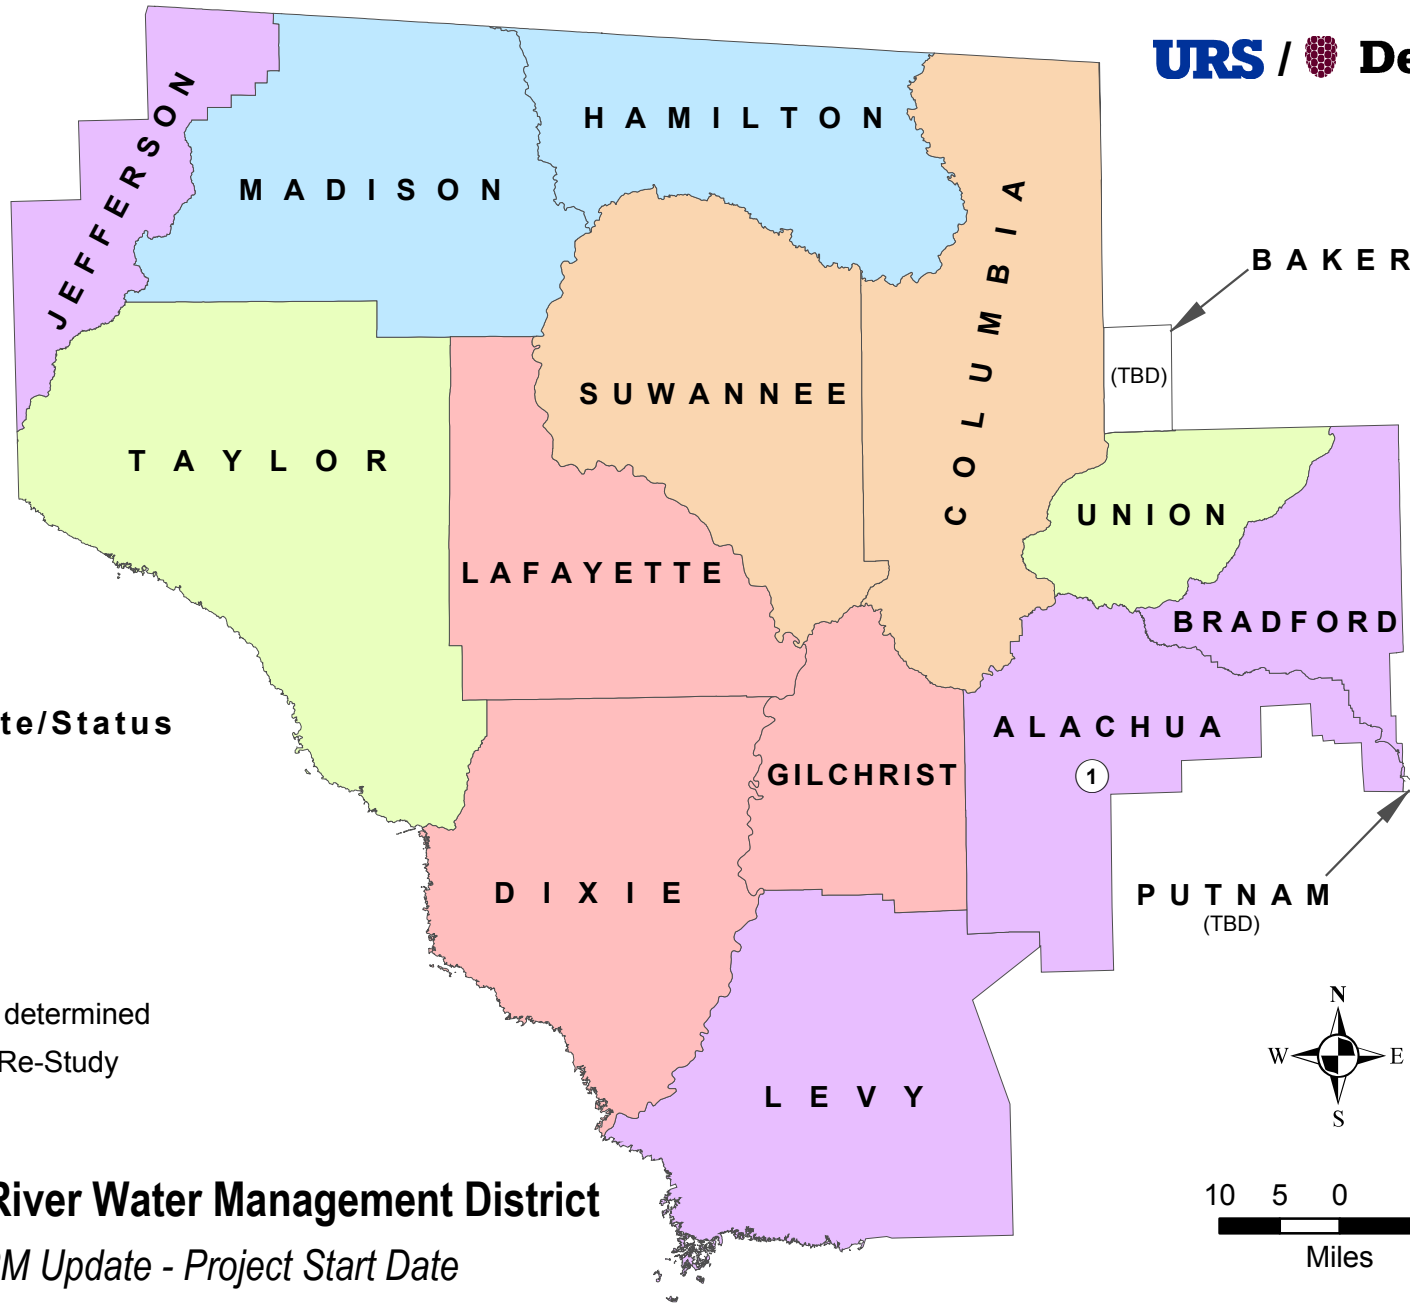 URS / De
HAMILTON
MADISON
JEFFERSON
COLUMBIA
BAKER
(TBD)
SUWANNEE
TAYLOR
UNION
LAFAYETTE
BRADFORD
te/Status
ALACHUA
1
GILCHRIST
DIXIE
PUTNAM
(TBD)
determined
Re-Study
N
W E
S
LEVY
River Water Management District
M Update - Project Start Date
10 5 0
Miles